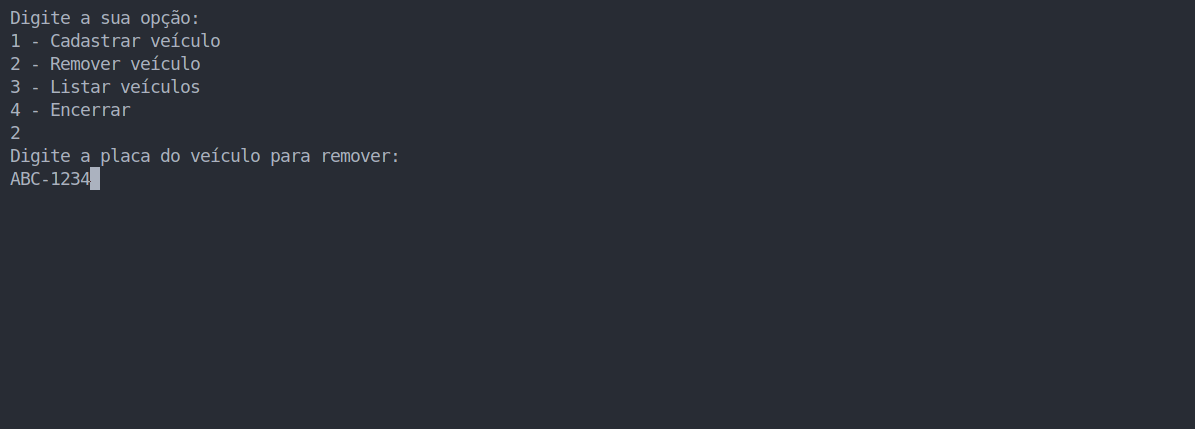 Digite a sua opção:
1 - Cadastrar veículo
2 - Remover veículo
3 - Listar veículos
4 - Encerrar
2
Digite a placa do veículo para remover:
ABC-1234